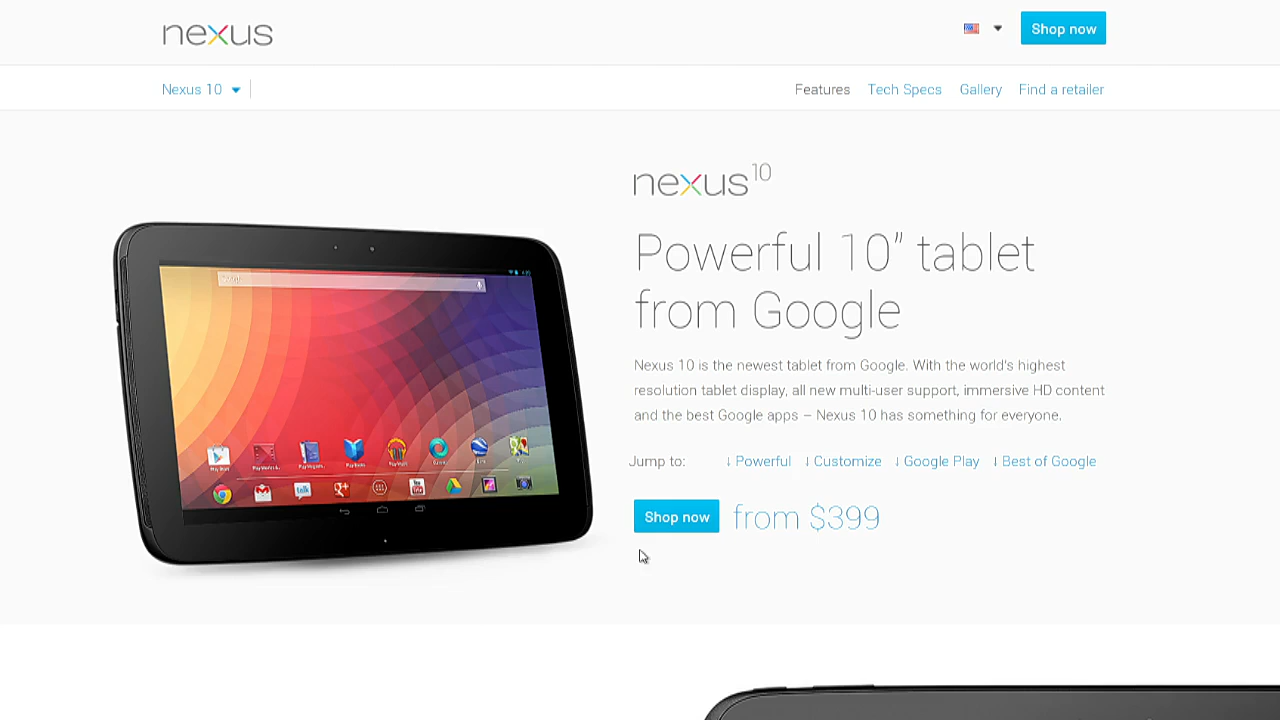 nexus
Shop now
Nexus 10
Features Tech Specs Gallery Find a retailer
nexus 10
Powerful 10" tablet
from Google
Nexus 10 is the newest tablet from Google. With the world's highest
resolution tablet display, all new multi-user support, immersive HD content
and the best Google apps – Nexus 10 has something for everyone.
Jump to: ↓ Powerful ↓ Customize ↓ Google Play ↓ Best of Google
Shop now from $399